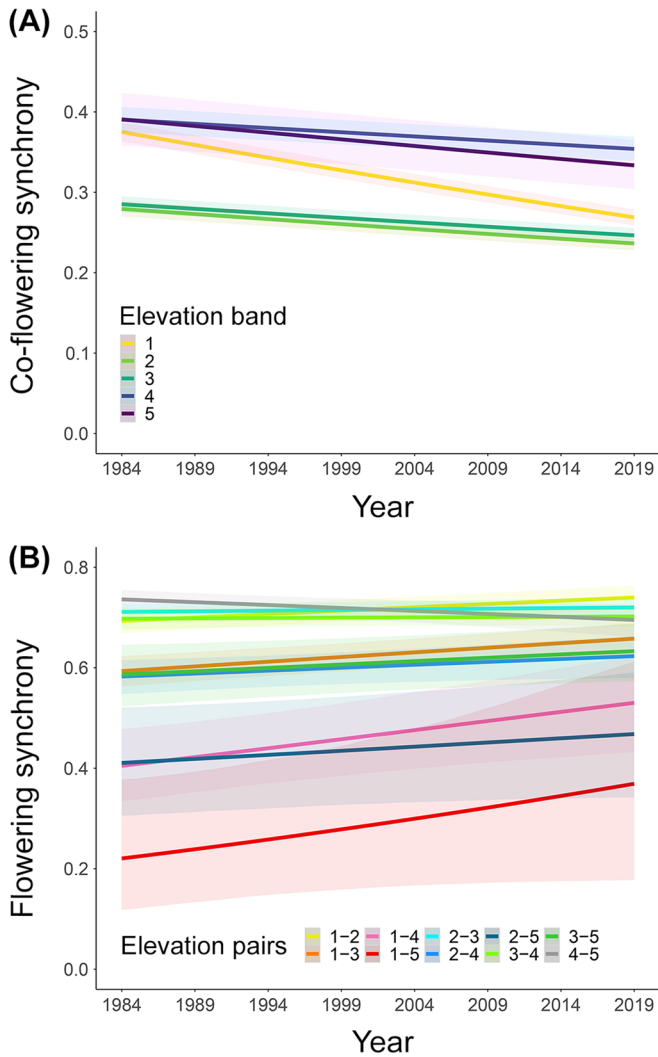 (A)
0.5
0.4
0.3
0.2
0.1
0.0
Co-flowering synchrony
Elevation band
1
2
3
4
5
1984 1989 1994 1999 2004 2009 2014 2019
Year
(B)
0.8
0.6
0.4
0.2
0.0
Flowering synchrony
Elevation pairs
1−2 1−4 2−3 2−5 3−5
1−3 1−5 2−4 3−4 4−5
1984 1989 1994 1999 2004 2009 2014 2019
Year